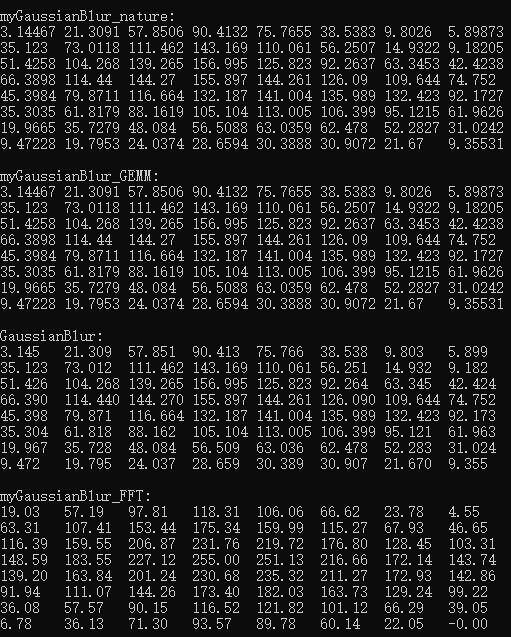 myGaussianBlur_nature:
3.14467 21.3091 57.8506 90.4132 75.7655 38.5383 9.8026 5.89873
35.123 73.0118 111.462 143.169 110.061 56.2507 14.9322 9.18205
51.4258 104.268 139.265 156.995 125.823 92.2637 63.3453 42.4238
66.3898 114.44 144.27 155.897 144.261 126.09 109.644 74.752
45.3984 79.8711 116.664 132.187 141.004 135.989 132.423 92.1727
35.3035 61.8179 88.1619 105.104 113.005 106.399 95.1215 61.9626
19.9665 35.7279 48.084 56.5088 63.0359 62.478 52.2827 31.0242
9.47228 19.7953 24.0374 28.6594 30.3888 30.9072 21.67 9.35531
myGaussianBlur_GEMM:
3.14467 21.3091 57.8506 90.4132 75.7655 38.5383 9.8026 5.89873
35.123 73.0118 111.462 143.169 110.061 56.2507 14.9322 9.18205
51.4258 104.268 139.265 156.995 125.823 92.2637 63.3453 42.4238
66.3898 114.44 144.27 155.897 144.261 126.09 109.644 74.752
45.3984 79.8711 116.664 132.187 141.004 135.989 132.423 92.1727
35.3035 61.8179 88.1619 105.104 113.005 106.399 95.1215 61.9626
19.9665 35.7279 48.084 56.5088 63.0359 62.478 52.2827 31.0242
9.47228 19.7953 24.0374 28.6594 30.3888 30.9072 21.67 9.35531
GaussianBlur:
3.145 21.309 57.851 90.413 75.766 38.538 9.803 5.899
35.123 73.012 111.462 143.169 110.061 56.251 14.932 9.182
51.426 104.268 139.265 156.995 125.823 92.264 63.345 42.424
66.390 114.440 144.270 155.897 144.261 126.090 109.644 74.752
45.398 79.871 116.664 132.187 141.004 135.989 132.423 92.173
35.304 61.818 88.162 105.104 113.005 106.399 95.121 61.963
19.967 35.728 48.084 56.509 63.036 62.478 52.283 31.024
9.472 19.795 24.037 28.659 30.389 30.907 21.670 9.355
myGaussianBlur_FFT:
19.03 57.19 97.81 118.31 106.06 66.62 23.78 4.55
63.31 107.41 153.44 175.34 159.99 115.27 67.93 46.65
116.39 159.55 206.87 231.76 219.72 176.80 128.45 103.31
148.59 183.55 227.12 255.00 251.13 216.66 172.14 143.74
139.20 163.84 201.24 230.68 235.32 211.27 172.93 142.86
91.94 111.07 144.26 173.40 182.03 163.73 129.24 99.22
36.08 57.57 90.15 116.52 121.82 101.12 66.29 39.05
6.78 36.13 71.30 93.57 89.78 60.14 22.05 -0.00